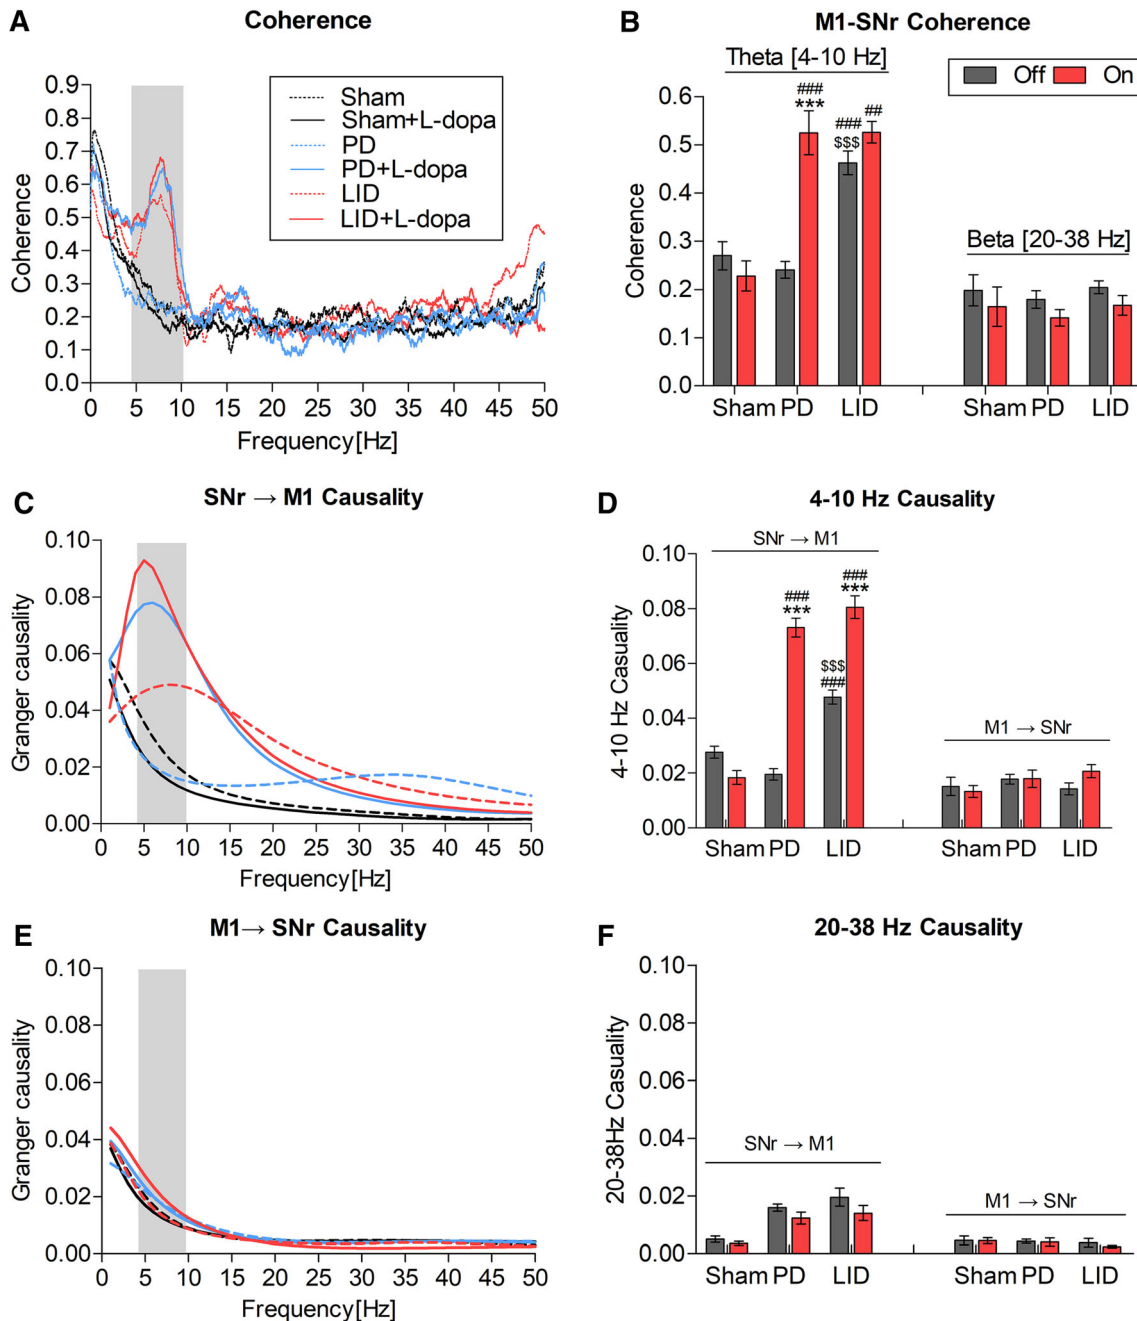 A
Coherence
0.9
0.8
0.7
0.6
0.5
0.4
0.3
0.2
0.1
0.0
Coherence
Sham
Sham+L-dopa
PD
PD+L-dopa
LID
LID+L-dopa
0 5 10 15 20 25 30 35 40 45 50
Frequency[Hz]
B
M1-SNr Coherence
Theta [4-10 Hz]
Off On
0.6
0.5
0.4
0.3
0.2
0.1
0.0
Coherence
###
***
###
$$$
##
Beta [20-38 Hz]
Sham PD LID Sham PD LID
C
SNr → M1 Causality
0.10
0.08
0.06
0.04
0.02
0.00
Granger causality
0 5 10 15 20 25 30 35 40 45 50
Frequency[Hz]
D
4-10 Hz Causality
SNr → M1
0.10
0.08
0.06
0.04
0.02
0.00
4-10 Hz Casuality
###
***
$$$
###
###
***
M1 → SNr
Sham PD LID Sham PD LID
E
M1→ SNr Causality
0.10
0.08
0.06
0.04
0.02
0.00
Granger causality
0 5 10 15 20 25 30 35 40 45 50
Frequency[Hz]
F
20-38 Hz Causality
0.10
0.08
0.06
0.04
0.02
0.00
20-38Hz Casuality
SNr → M1
M1 → SNr
Sham PD LID Sham PD LID